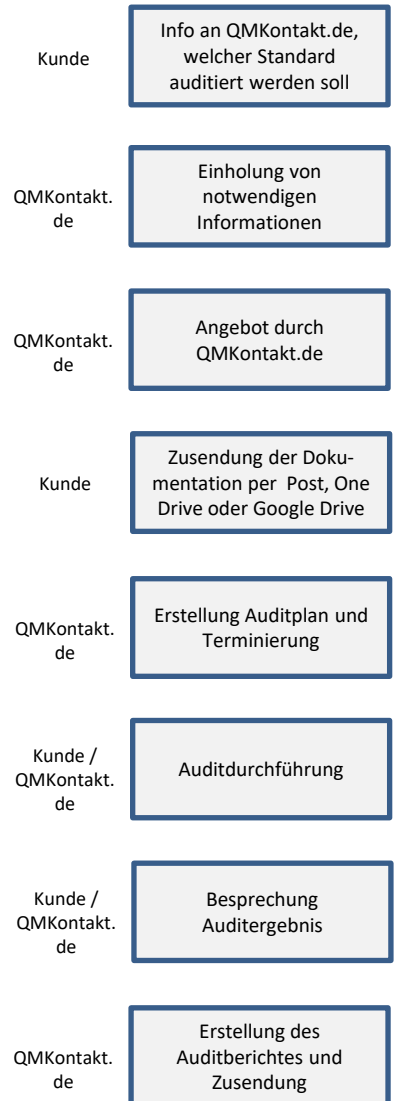 Kunde
Info an QMKontakt.de,
welcher Standard
auditiert werden soll
QMKontakt.
de
Einholung von
notwendigen
Informationen
QMKontakt.
de
Angebot durch
QMKontakt.de
Kunde
Zusendung der Doku-
mentation per Post, One
Drive oder Google Drive
QMKontakt.
de
Erstellung Auditplan und
Terminierung
Kunde /
QMKontakt.
de
Auditdurchführung
Kunde /
QMKontakt.
de
Besprechung
Auditergebnis
QMKontakt.
de
Erstellung des
Auditberichtes und
Zusendung